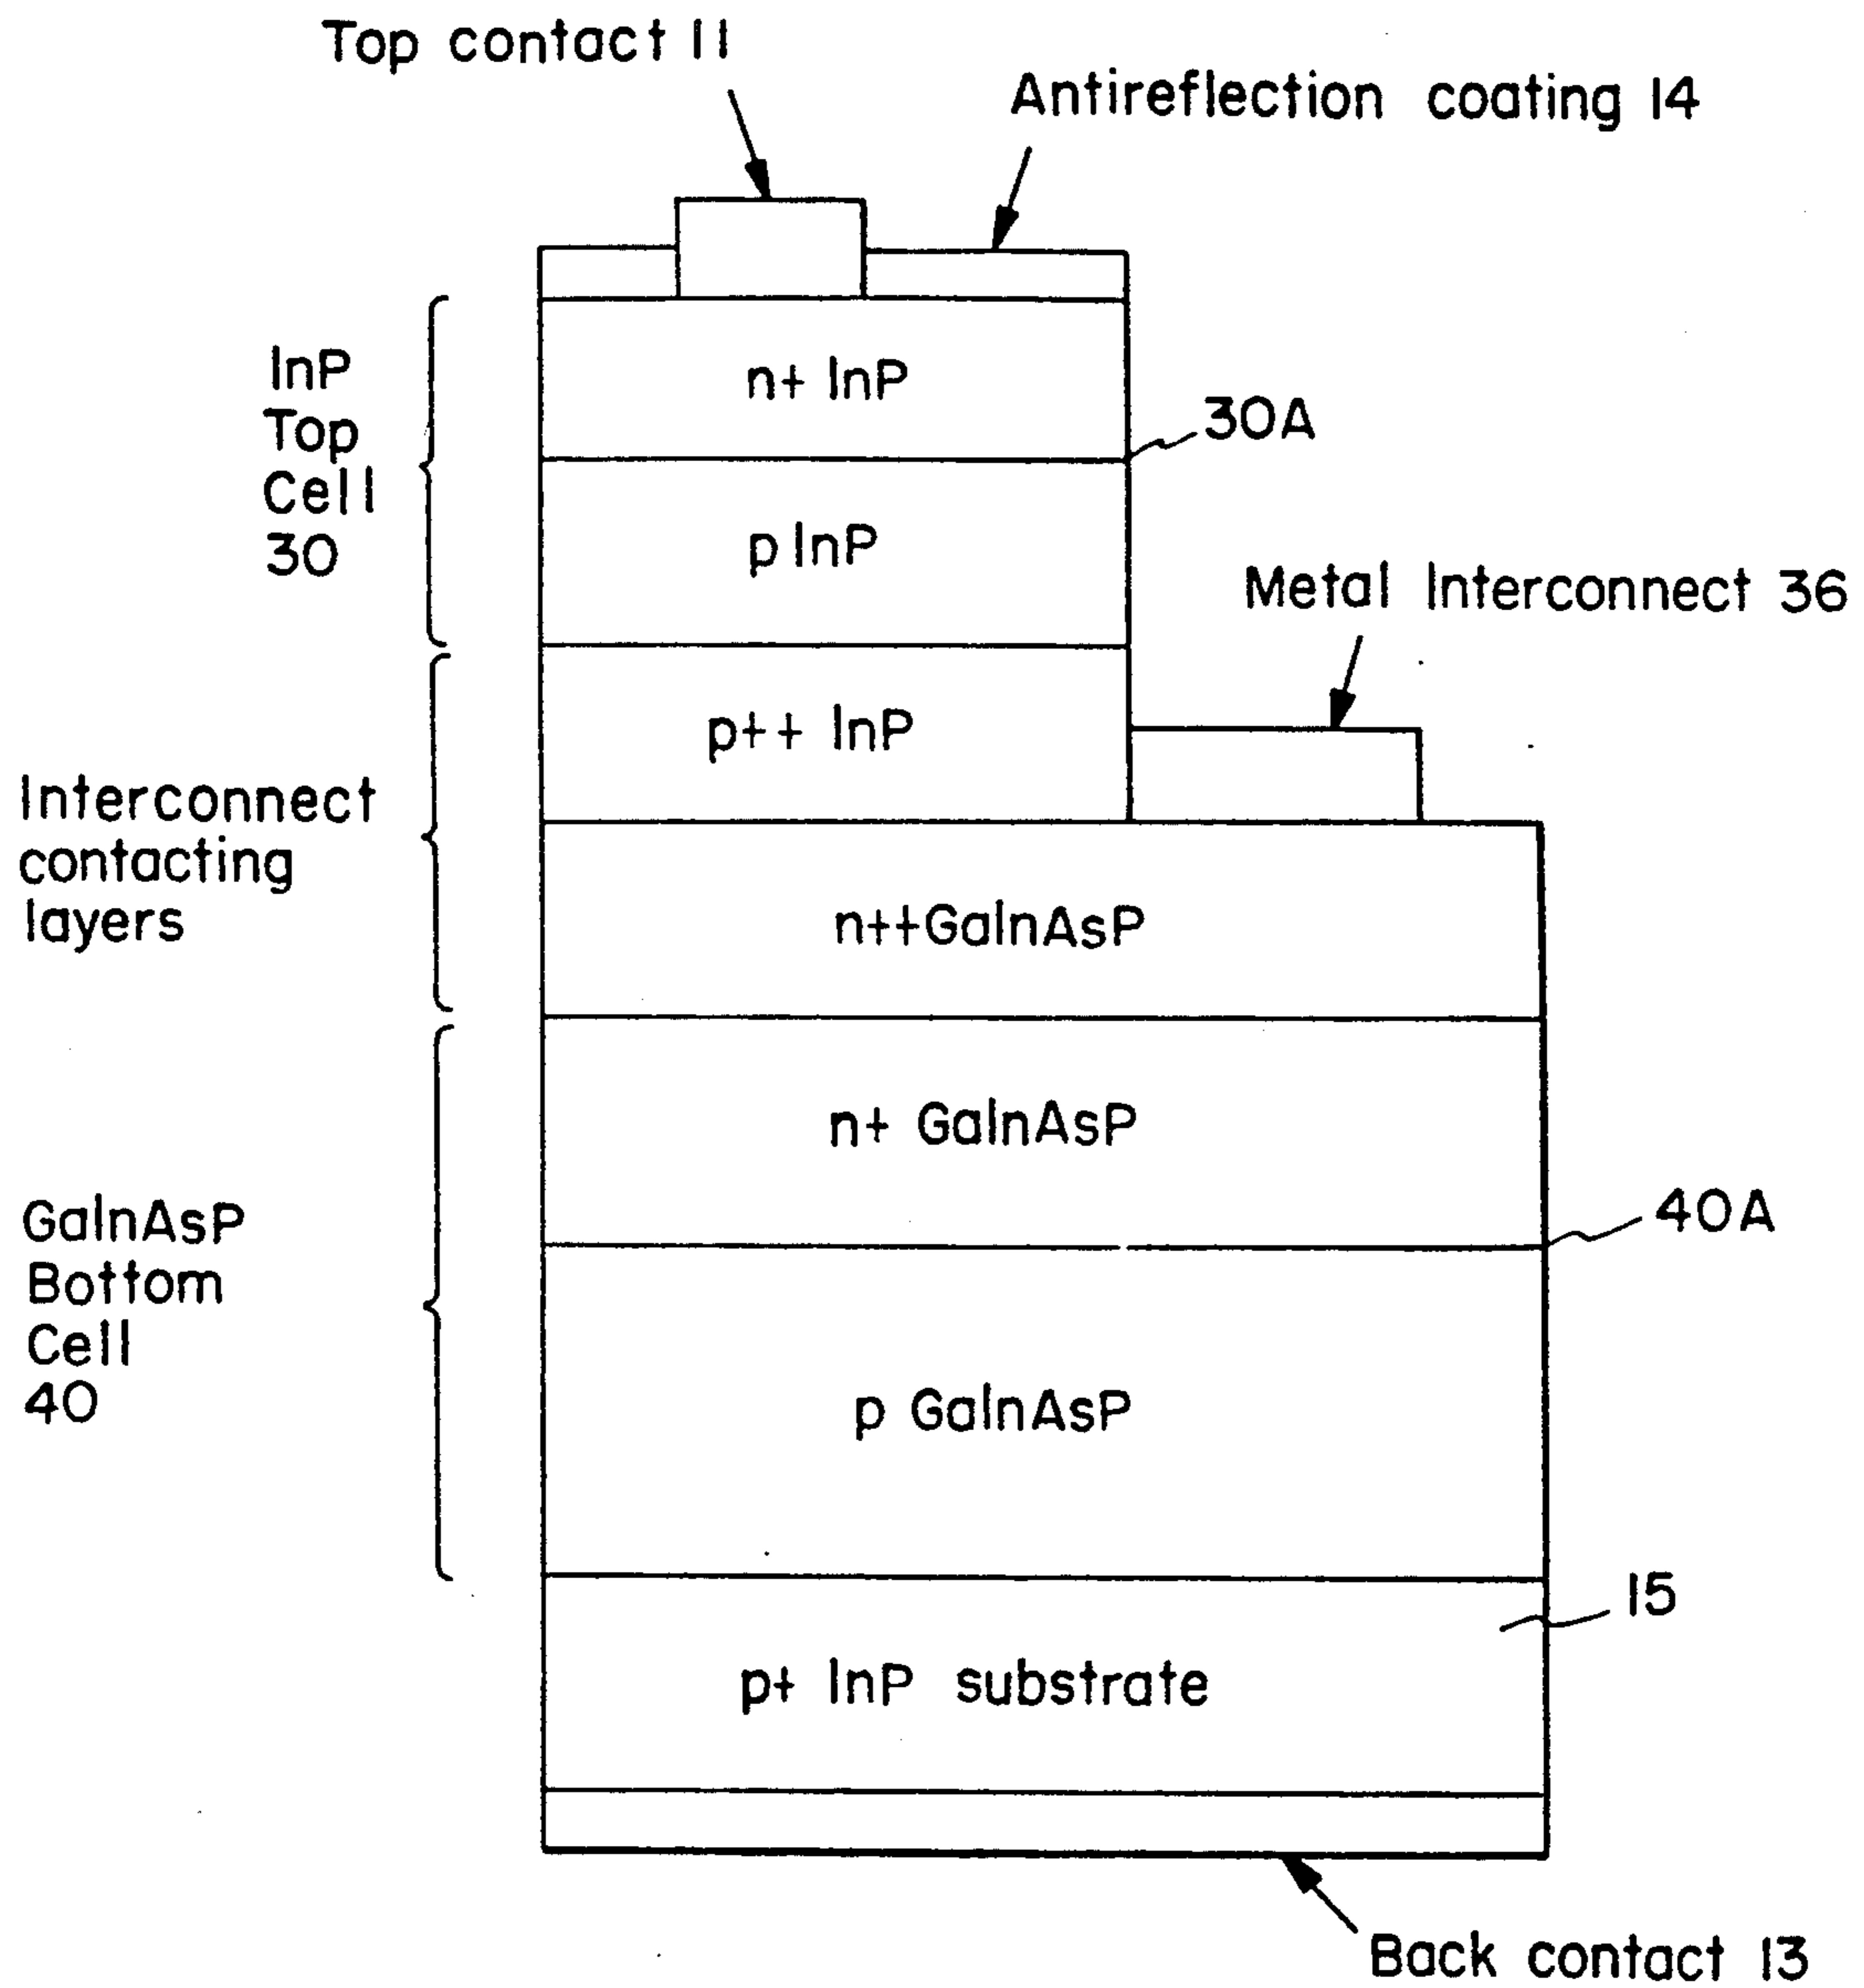 Top contact 11
Antireflection coating 14
InP
Top
Cell
30
n+ InP
30A
p InP
Metal Interconnect 36
p++ InP
Interconnect
contacting
layers
n++GaInAsP
n+ GaInAsP
40A
GaInAsP
Bottom
Cell
40
p GaInAsP
15
p+ InP substrate
Back contact 13